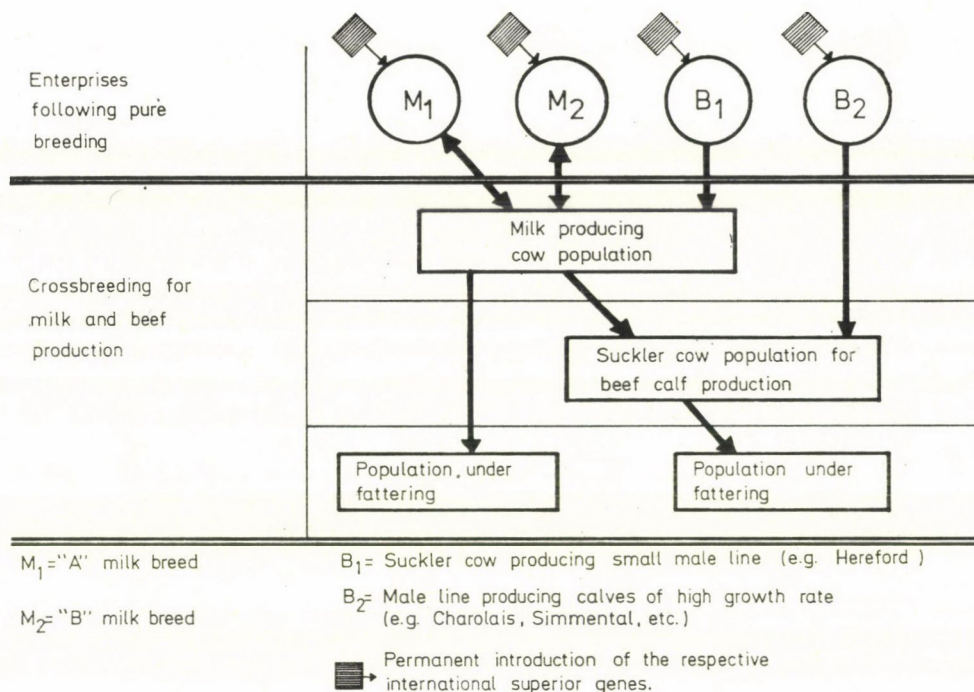 Enterprises
following pure
breeding
M1
M2
B1
B2
Milk producing
cow population
Crossbreeding for
milk and beef
production
Suckler cow population for
beef calf production
Population, under
fattering
Population under
fattering
M1="A" milk breed
B1= Suckler cow producing small male line (e.g. Hereford )
M2="B" milk breed
B2= Male line producing calves of high growth rate
(e.g. Charolais, Simmental, etc.)
Permanent introduction of the respective
international superior genes.